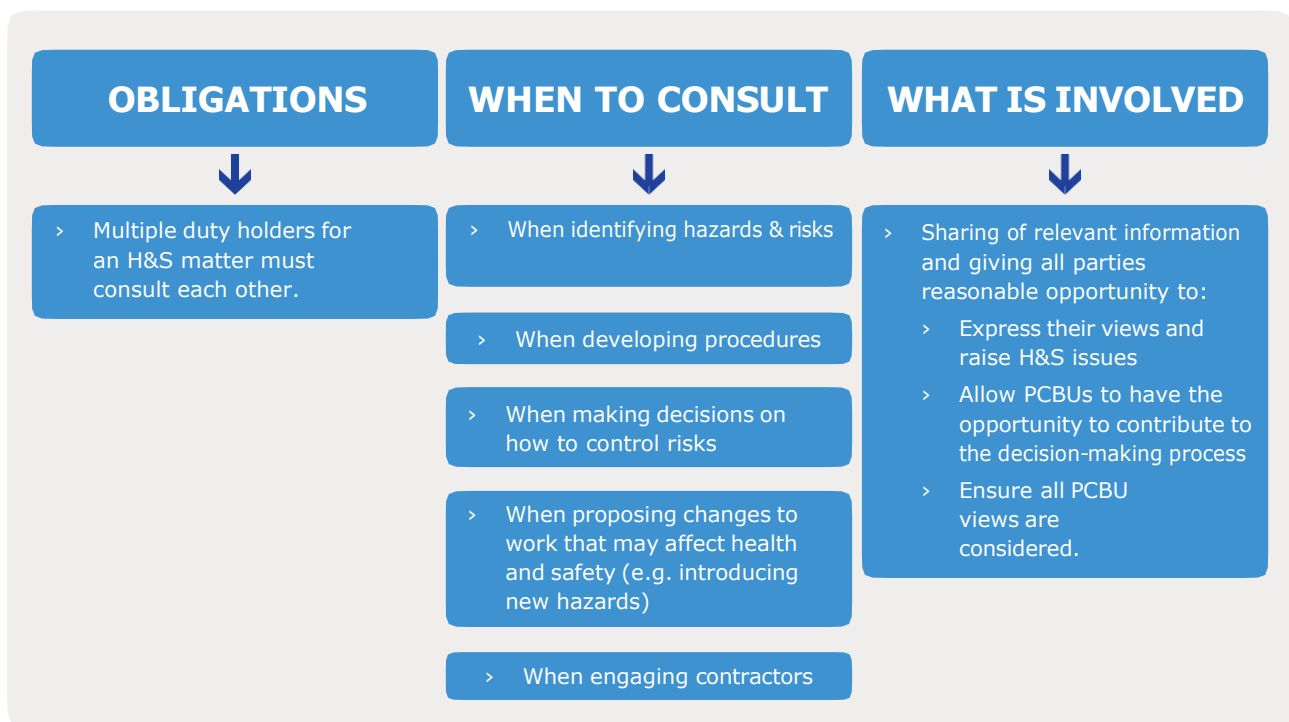 OBLIGATIONS
› Multiple duty holders for
an H&S matter must
consult each other.
WHEN TO CONSULT
› When identifying hazards & risks
› When developing procedures
› When making decisions on
how to control risks
› When proposing changes to
work that may affect health
and safety (e.g. introducing
new hazards)
› When engaging contractors
WHAT IS INVOLVED
› Sharing of relevant information
and giving all parties
reasonable opportunity to:
› Express their views and
raise H&S issues
› Allow PCBUs to have the
opportunity to contribute to
the decision-making process
› Ensure all PCBU
views are
considered.